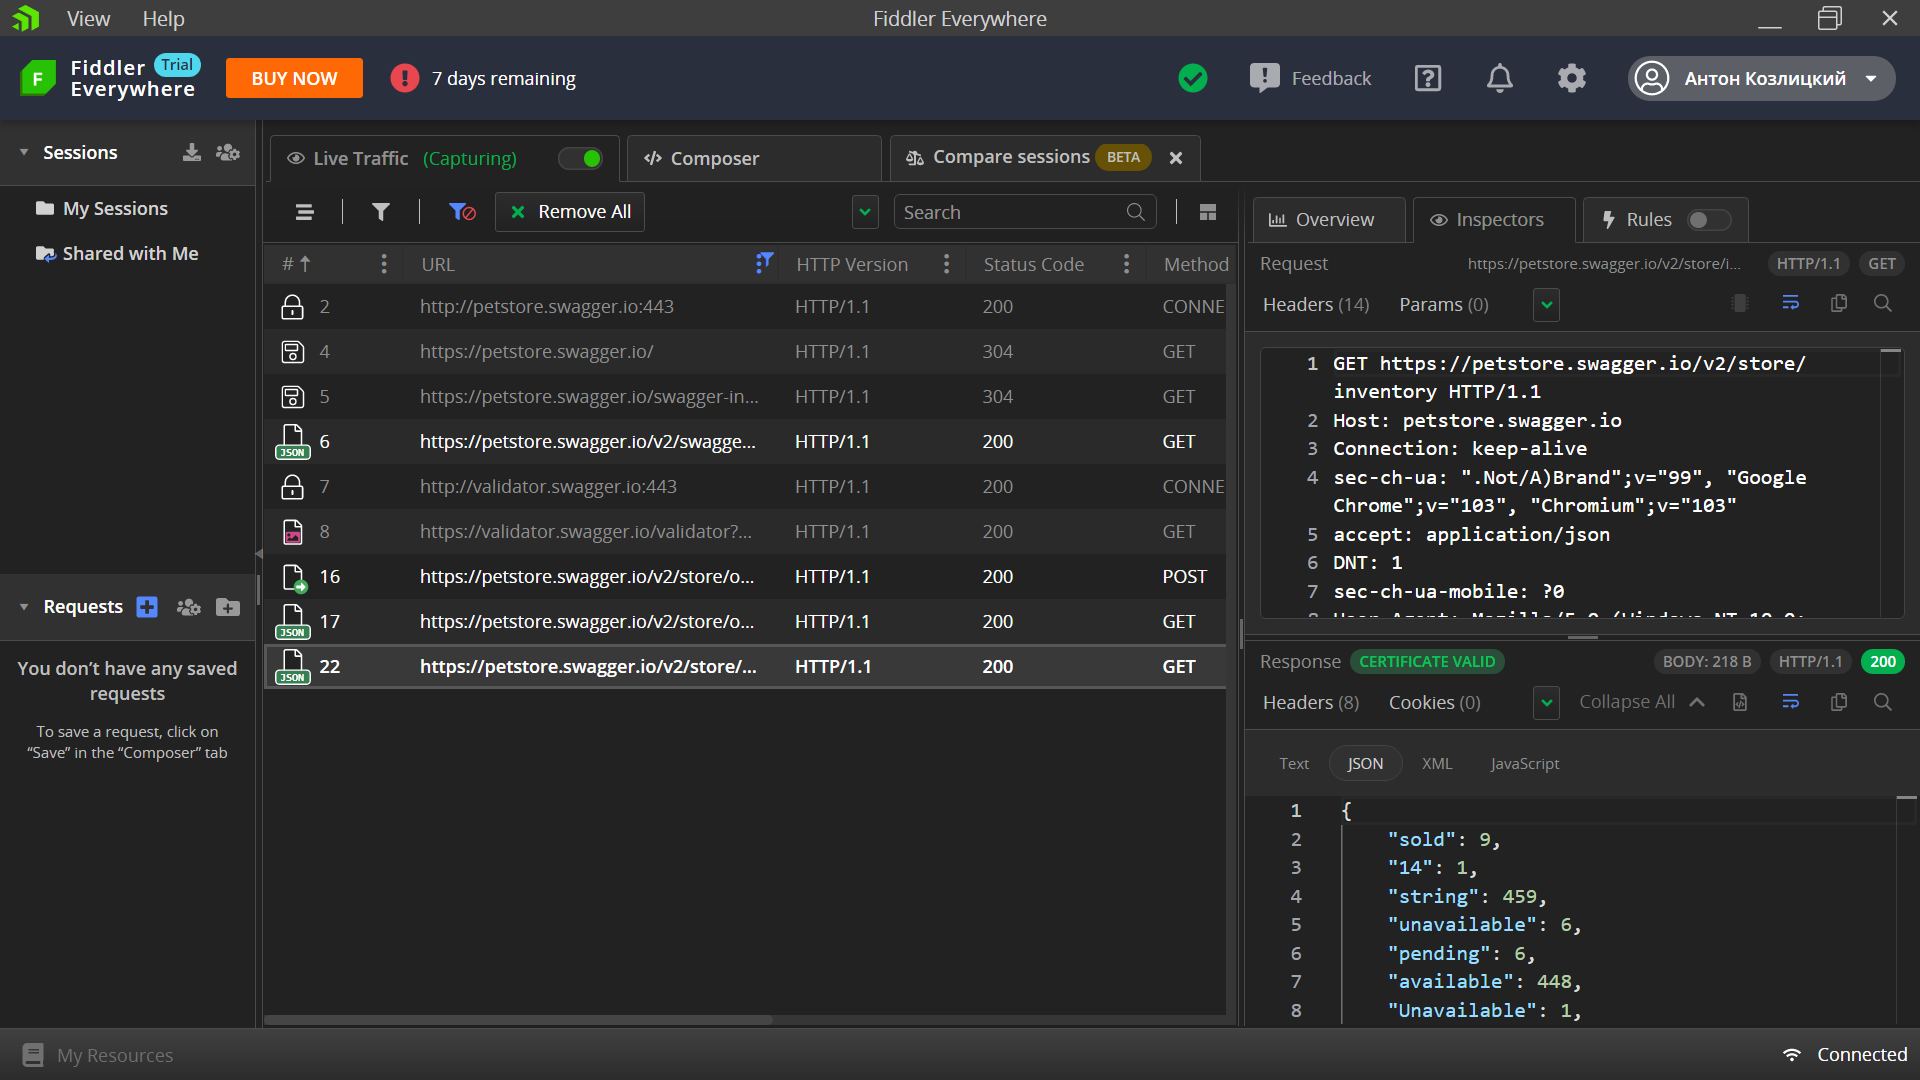 View
Help
Fiddler Everywhere
Fiddler
Trial
Everywhere
BUY NOW
7 days remaining
Feedback
Антон Козлицкий
Sessions
My Sessions
Shared with Me
Requests
You don’t have any saved
requests
To save a request, click on
“Save” in the “Composer” tab
Live Traffic (Capturing)
Composer
Compare sessions BETA
Remove All
Search
# URL HTTP Version Status Code Method
2 http://petstore.swagger.io:443 HTTP/1.1 200 CONNE
4 https://petstore.swagger.io/ HTTP/1.1 304 GET
5 https://petstore.swagger.io/swagger-in... HTTP/1.1 304 GET
JSON 6 https://petstore.swagger.io/v2/swagge... HTTP/1.1 200 GET
7 http://validator.swagger.io:443 HTTP/1.1 200 CONNE
8 https://validator.swagger.io/validator?... HTTP/1.1 200 GET
16 https://petstore.swagger.io/v2/store/o... HTTP/1.1 200 POST
JSON 17 https://petstore.swagger.io/v2/store/o... HTTP/1.1 200 GET
JSON 22 https://petstore.swagger.io/v2/store/... HTTP/1.1 200 GET
Overview
Inspectors
Rules
Request https://petstore.swagger.io/v2/store/i... HTTP/1.1 GET
Headers (14) Params (0)
1 GET https://petstore.swagger.io/v2/store/
inventory HTTP/1.1
2 Host: petstore.swagger.io
3 Connection: keep-alive
4 sec-ch-ua: ".Not/A)Brand";v="99", "Google
Chrome";v="103", "Chromium";v="103"
5 accept: application/json
6 DNT: 1
7 sec-ch-ua-mobile: ?0
Response CERTIFICATE VALID BODY: 218 B HTTP/1.1 200
Headers (8) Cookies (0) Collapse All
Text JSON XML JavaScript
1 {
2 "sold": 9,
3 "14": 1,
4 "string": 459,
5 "unavailable": 6,
6 "pending": 6,
7 "available": 448,
8 "Unavailable": 1,
My Resources
Connected